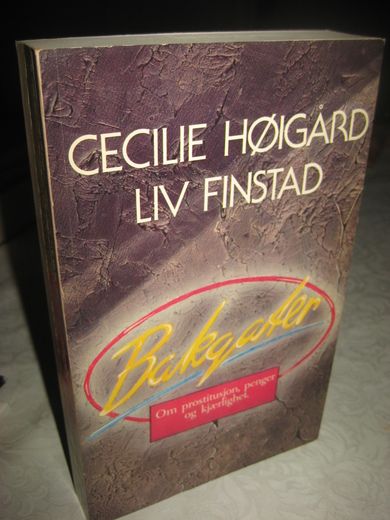 CECILIE HØIGÅRD
LIV FINSTAD
Bakgater
Om prostitusjon, penger
og kjærlighet.